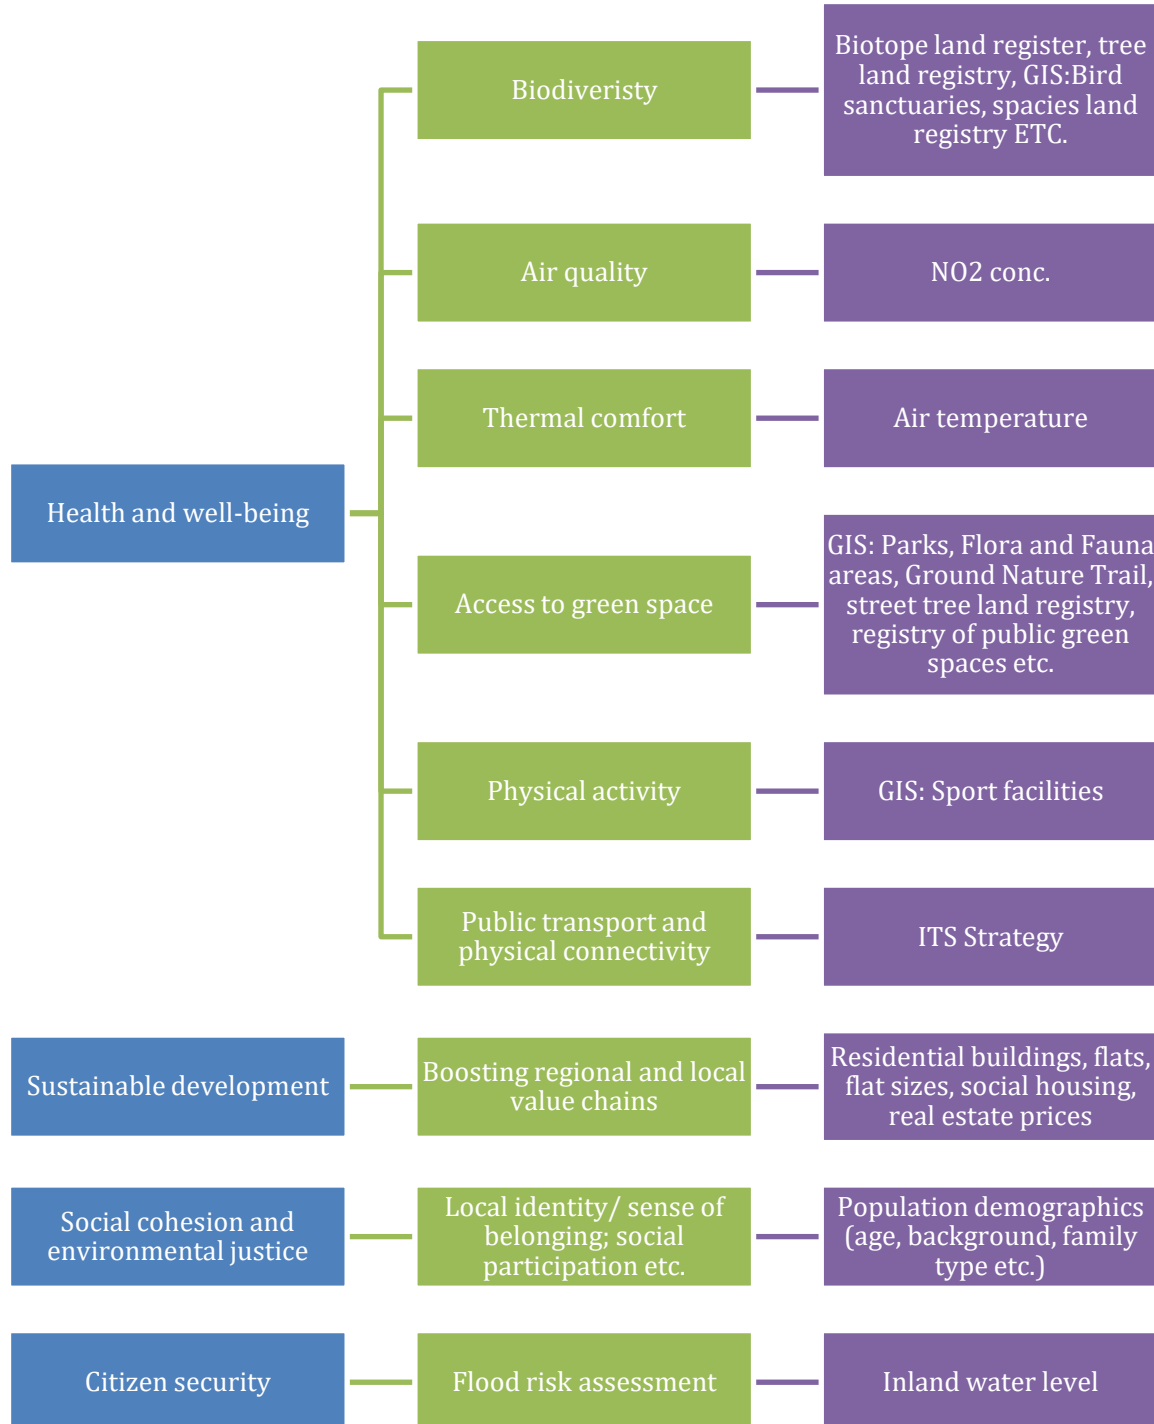 Biodiveristy
Biotope land register, tree
land registry, GIS:Bird
sanctuaries, spacies land
registry ETC.
Air quality
NO2 conc.
Thermal comfort
Air temperature
Health and well-being
Access to green space
GIS: Parks, Flora and Fauna
areas, Ground Nature Trail,
street tree land registry,
registry of public green
spaces etc.
Physical activity
GIS: Sport facilities
Public transport and
physical connectivity
ITS Strategy
Sustainable development
Boosting regional and local
value chains
Residential buildings, flats,
flat sizes, social housing,
real estate prices
Social cohesion and
environmental justice
Local identity/ sense of
belonging; social
participation etc.
Population demographics
(age, background, family
type etc.)
Citizen security
Flood risk assessment
Inland water level